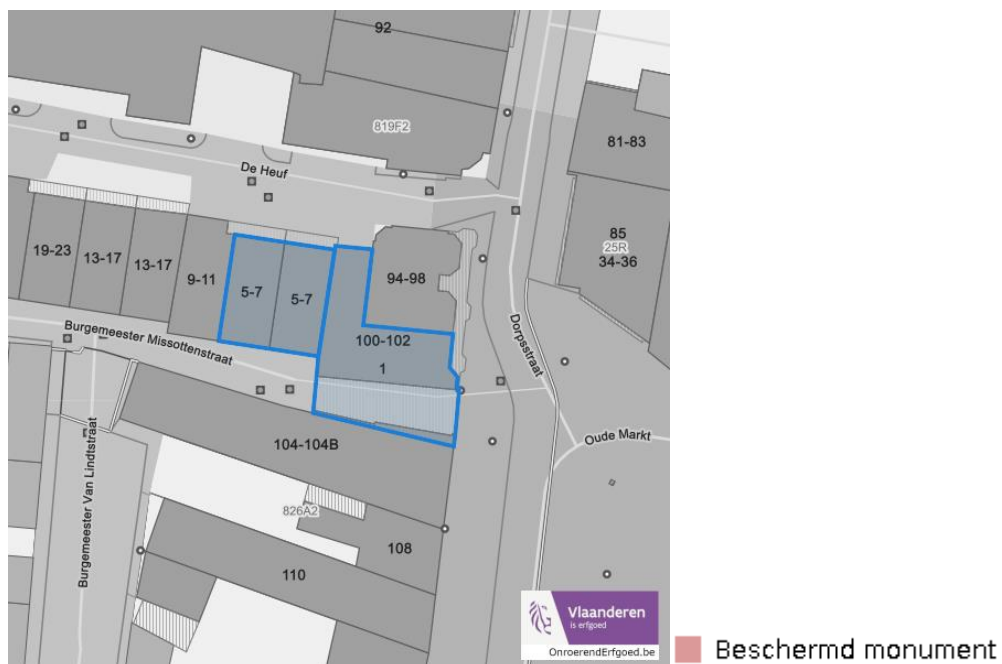 92
819F2
81-83
De Heuf
85
25R
34-36
19-23
13-17
13-17
9-11
5-7
5-7
94-98
100-102
1
Burgemeester Missottenstraat
Dorpsstraat
Oude Markt
104-104B
Burgemeester Van Lindtstraat
826A2
108
110
Vlaanderen
is erfgoed
OnroerendErfgoed.be
Beschermd monument